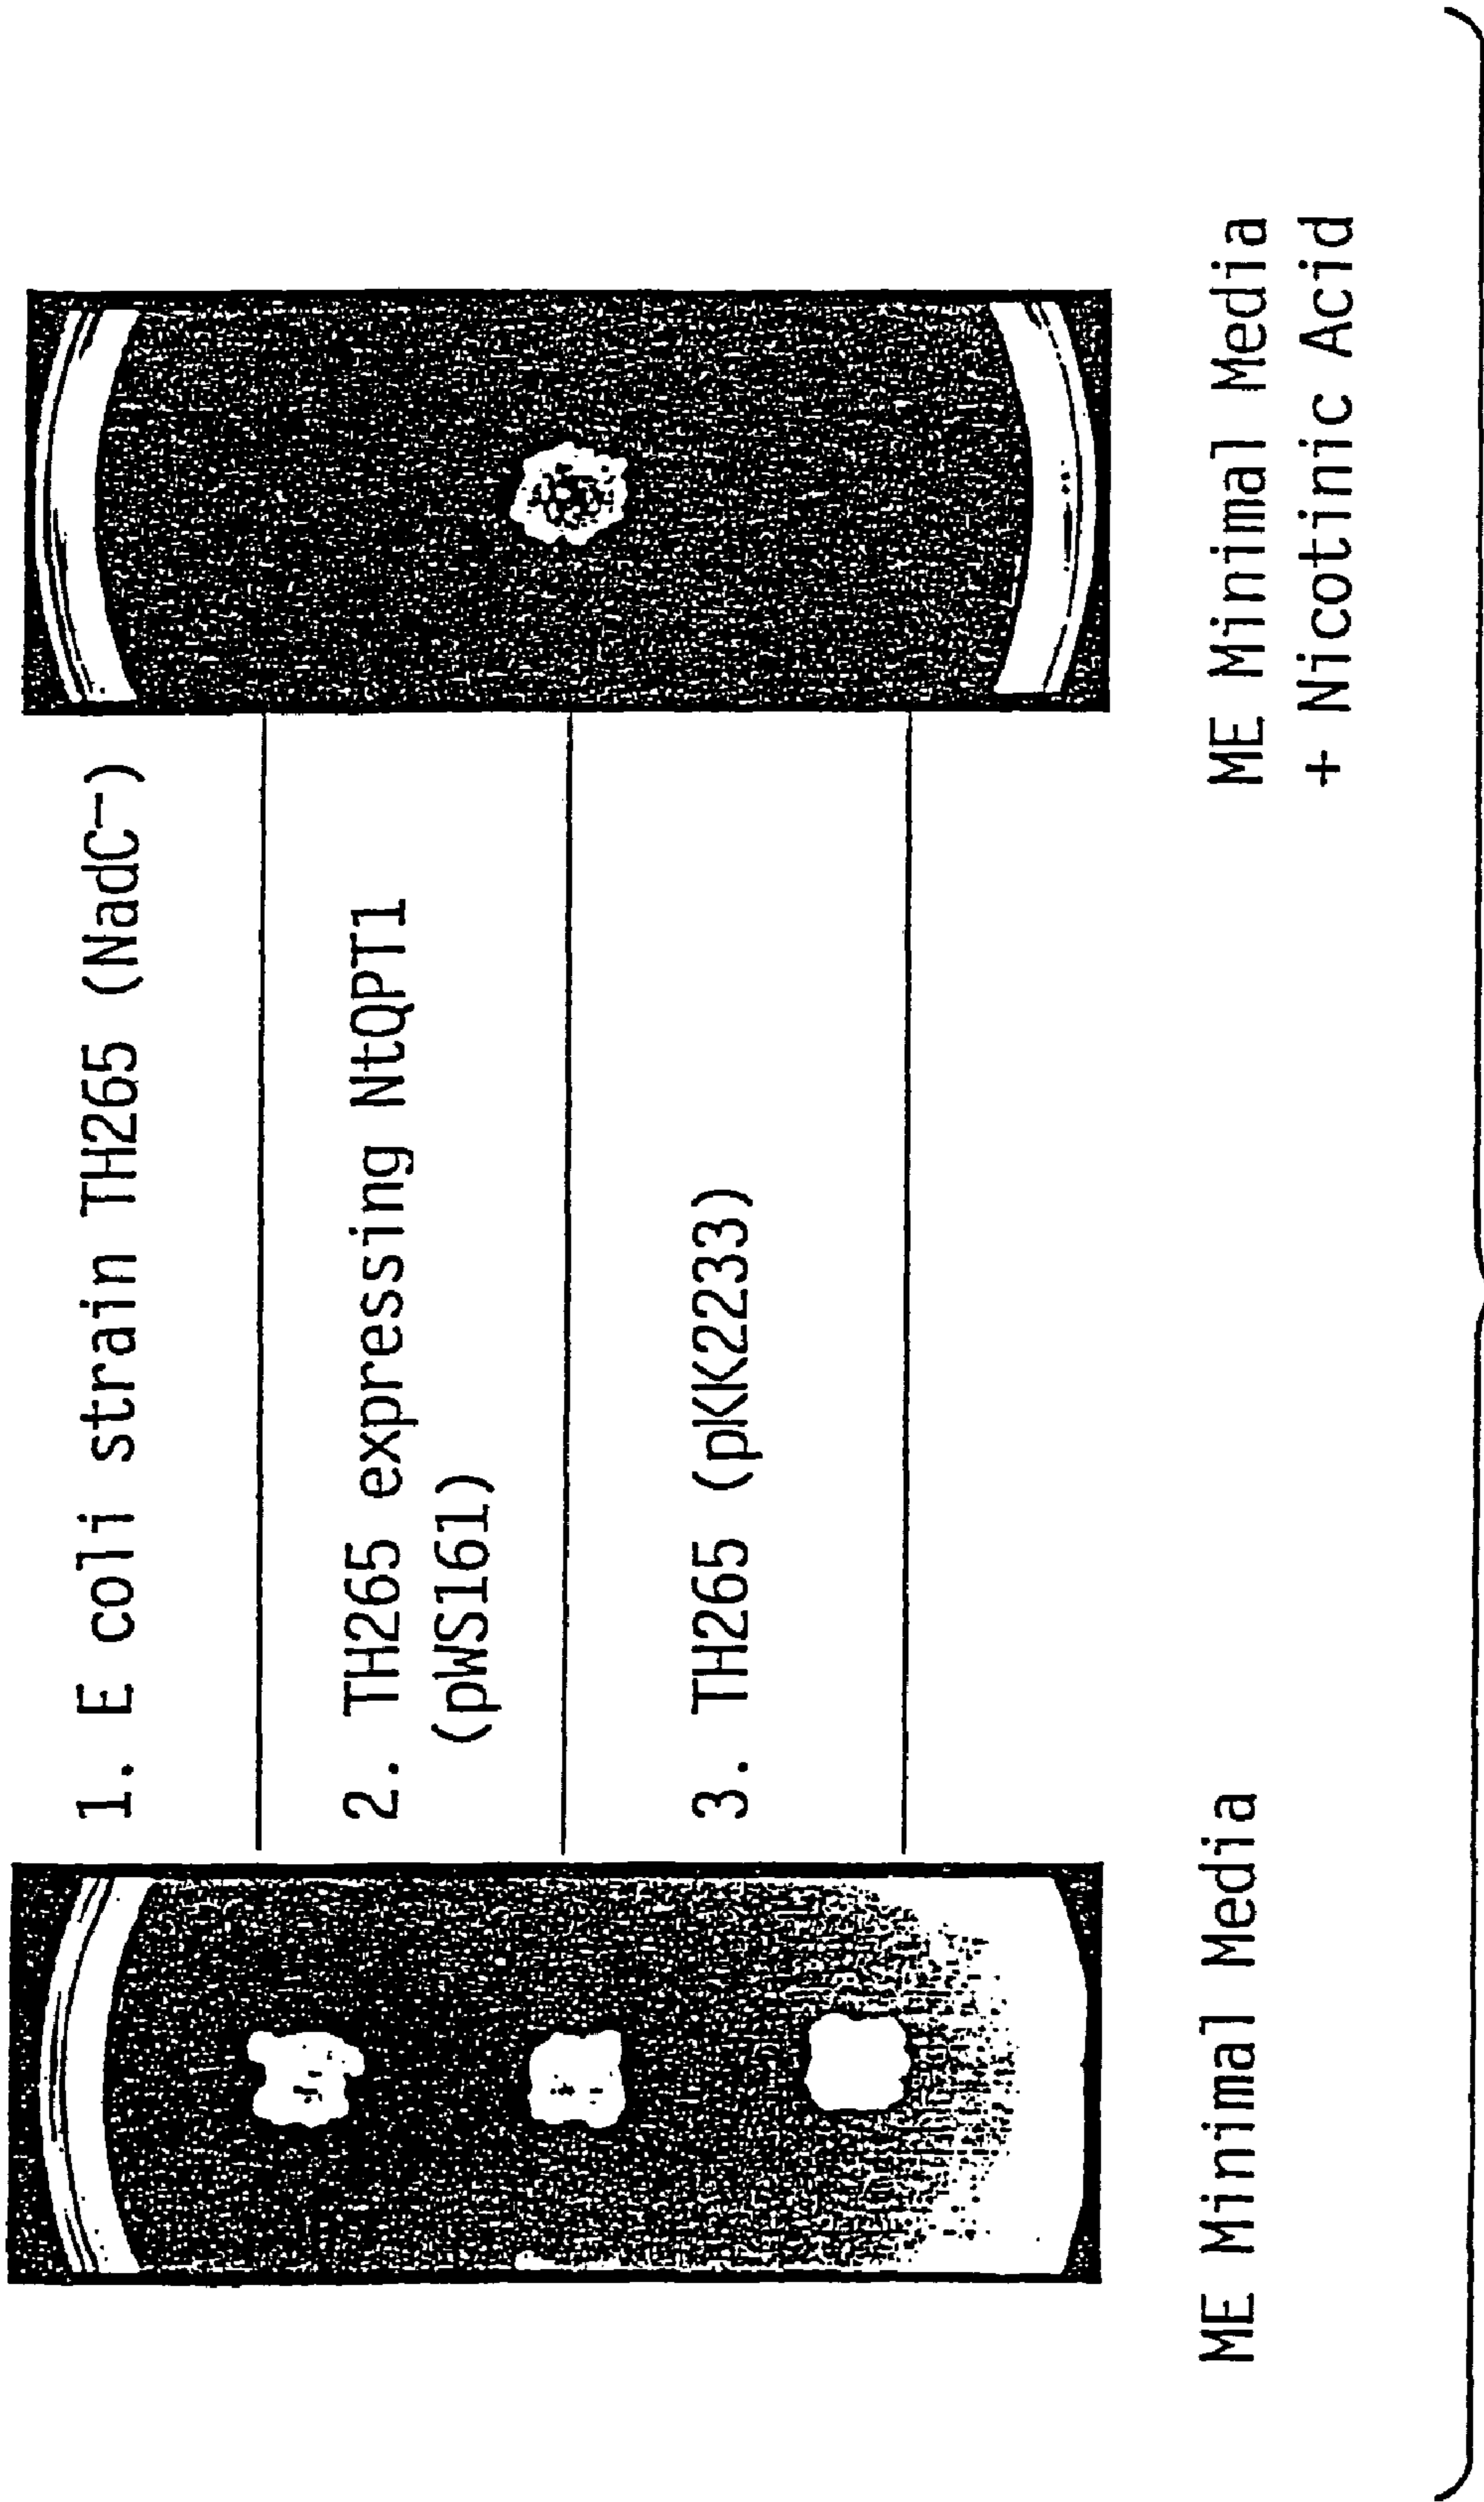 1. E coli strain TH265 (NadC⁻)
2. TH265 expressing NtQPT1
(pWS161)
3. TH265 (pKK2233)
ME Minimal Media
ME Minimal Media
+ Nicotinic Acid